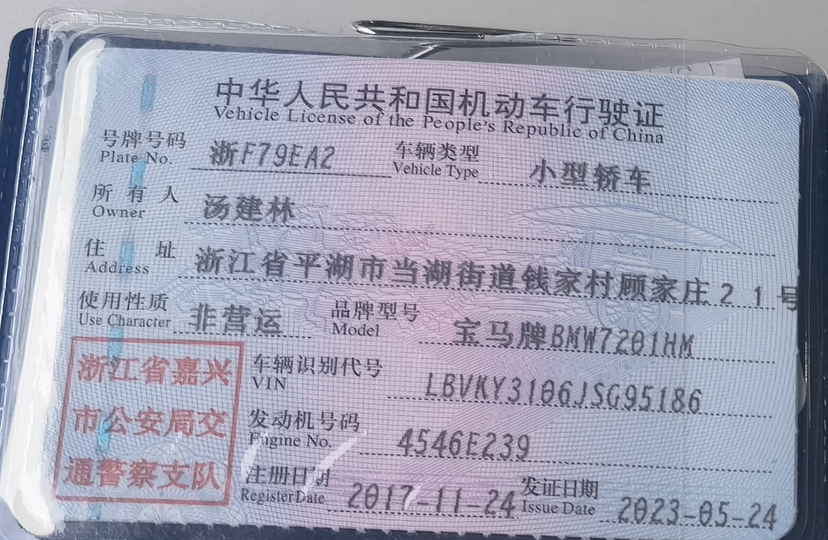 中华人民共和国机动车行驶证
Vehicle License of the People's Republic of China
号牌号码 浙F79EA2 车辆类型 小型轿车
Plate No. Vehicle Type
所有人 汤建林
Owner
住址 浙江省平湖市当湖街道钱家村顾家庄21号
Address
使用性质 非营运 品牌型号 宝马牌BMW7201HM
Use Character Model
浙江省嘉兴
市公安局交
通警察支队
车辆识别代号 LBVKY3106JSG95186
VIN
发动机号码 4546E239
Engine No.
注册日期 2017-11-24 发证日期 2023-05-24
Register Date Issue Date